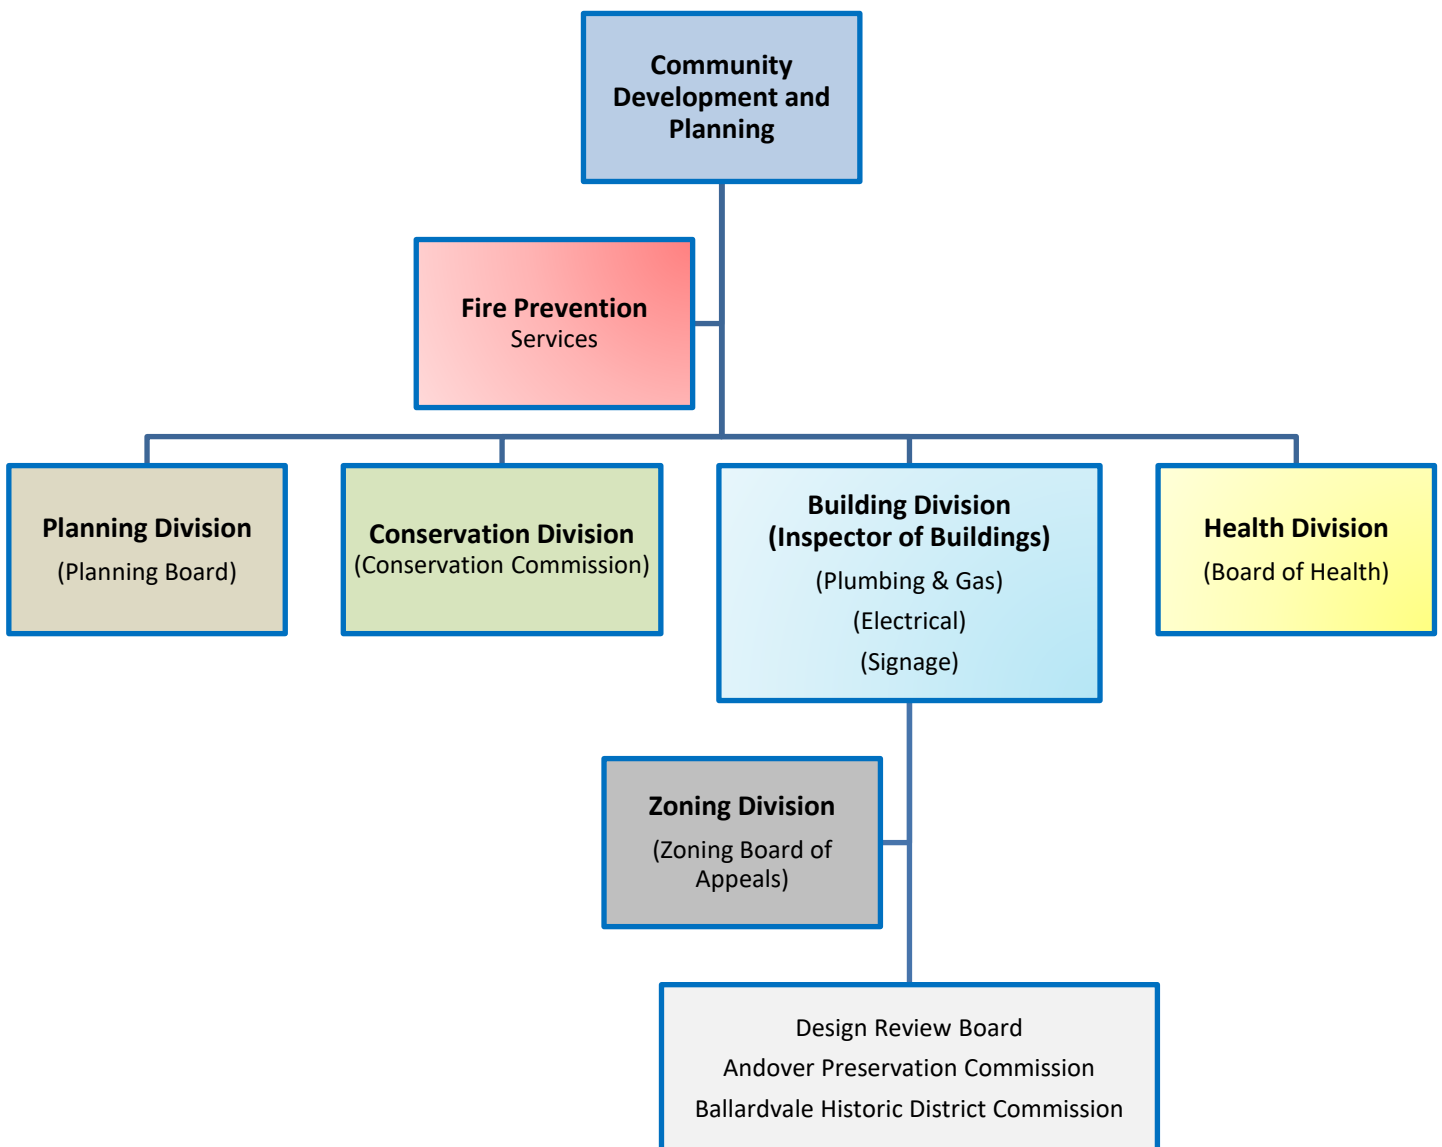 Community
Development and
Planning
Fire Prevention
Services
Planning Division
(Planning Board)
Conservation Division
(Conservation Commission)
Building Division
(Inspector of Buildings)
(Plumbing & Gas)
(Electrical)
(Signage)
Health Division
(Board of Health)
Zoning Division
(Zoning Board of
Appeals)
Design Review Board
Andover Preservation Commission
Ballardvale Historic District Commission